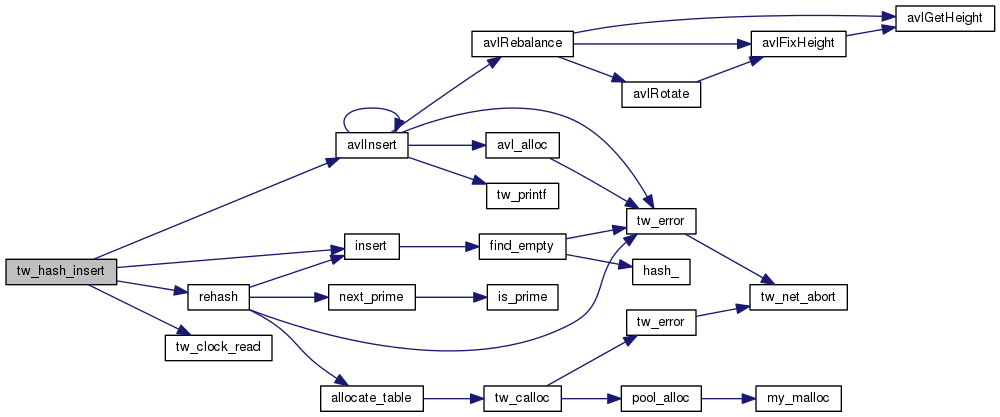 avlGetHeight
avlRebalance
avlFixHeight
avlRotate
avlInsert
avl_alloc
tw_printf
tw_error
insert
find_empty
tw_hash_insert
hash_
rehash
next_prime
is_prime
tw_net_abort
tw_error
tw_clock_read
allocate_table
tw_calloc
pool_alloc
my_malloc